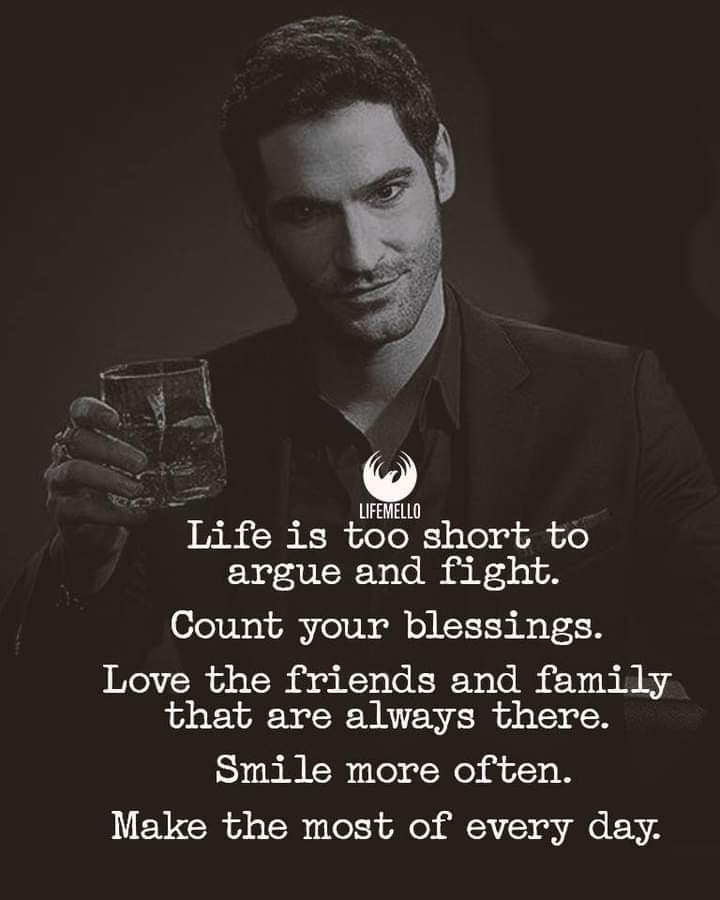 LIFEMELLO
Life is too short to
argue and fight.
Count your blessings.
Love the friends and family
that are always there.
Smile more often.
Make the most of every day.